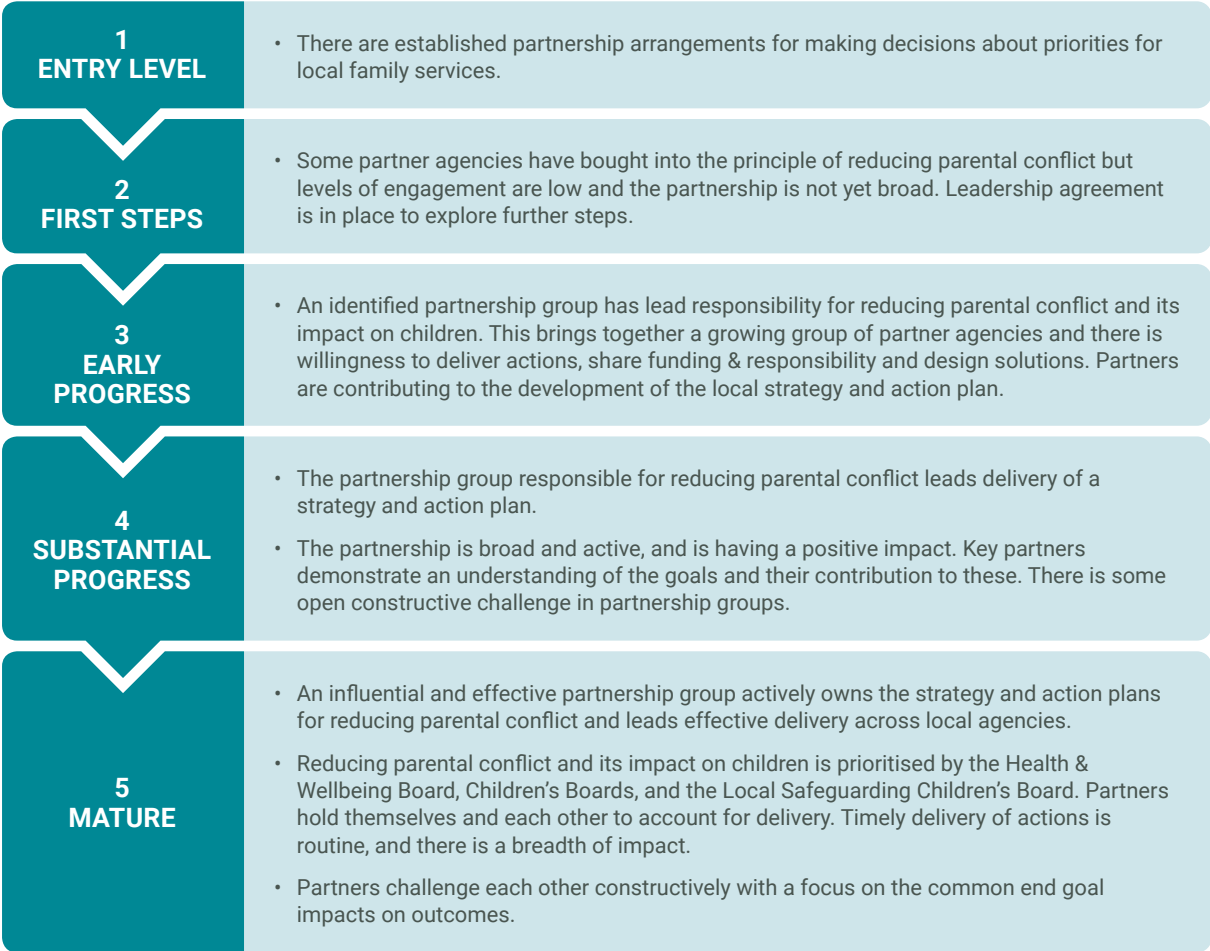 1
ENTRY LEVEL
• There are established partnership arrangements for making decisions about priorities for
local family services.
2
FIRST STEPS
• Some partner agencies have bought into the principle of reducing parental conflict but
levels of engagement are low and the partnership is not yet broad. Leadership agreement
is in place to explore further steps.
3
EARLY
PROGRESS
• An identified partnership group has lead responsibility for reducing parental conflict and its
impact on children. This brings together a growing group of partner agencies and there is
willingness to deliver actions, share funding & responsibility and design solutions. Partners
are contributing to the development of the local strategy and action plan.
4
SUBSTANTIAL
PROGRESS
• The partnership group responsible for reducing parental conflict leads delivery of a
strategy and action plan.
• The partnership is broad and active, and is having a positive impact. Key partners
demonstrate an understanding of the goals and their contribution to these. There is some
open constructive challenge in partnership groups.
5
MATURE
• An influential and effective partnership group actively owns the strategy and action plans
for reducing parental conflict and leads effective delivery across local agencies.
• Reducing parental conflict and its impact on children is prioritised by the Health &
Wellbeing Board, Children’s Boards, and the Local Safeguarding Children’s Board. Partners
hold themselves and each other to account for delivery. Timely delivery of actions is
routine, and there is a breadth of impact.
• Partners challenge each other constructively with a focus on the common end goal
impacts on outcomes.